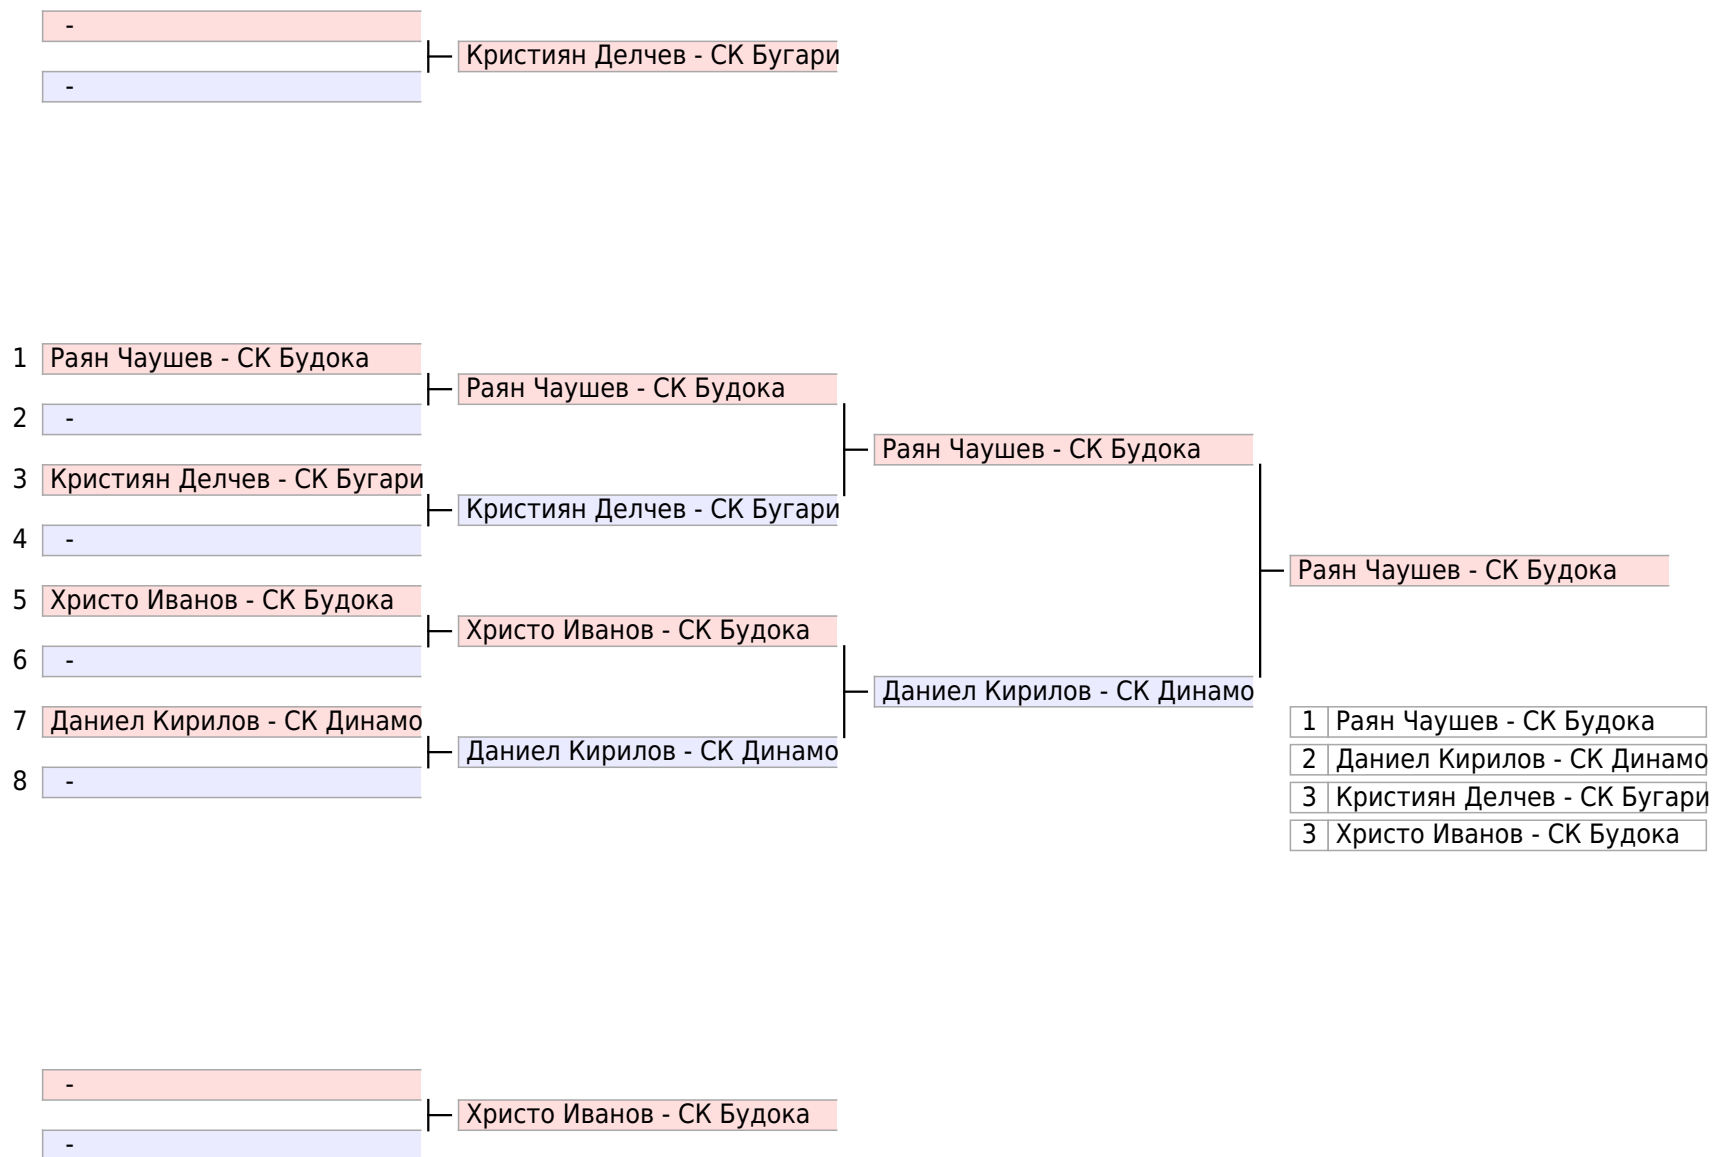 -
Кристиян Делчев - СК Бугари
-
1 Раян Чаушев - СК Будока
Раян Чаушев - СК Будока
2 -
Раян Чаушев - СК Будока
3 Кристиян Делчев - СК Бугари
Кристиян Делчев - СК Бугари
4 -
Раян Чаушев - СК Будока
5 Христо Иванов - СК Будока
Христо Иванов - СК Будока
6 -
Даниел Кирилов - СК Динамо
7 Даниел Кирилов - СК Динамо
1 Раян Чаушев - СК Будока
Даниел Кирилов - СК Динамо
2 Даниел Кирилов - СК Динамо
8 -
3 Кристиян Делчев - СК Бугари
3 Христо Иванов - СК Будока
-
Христо Иванов - СК Будока
-